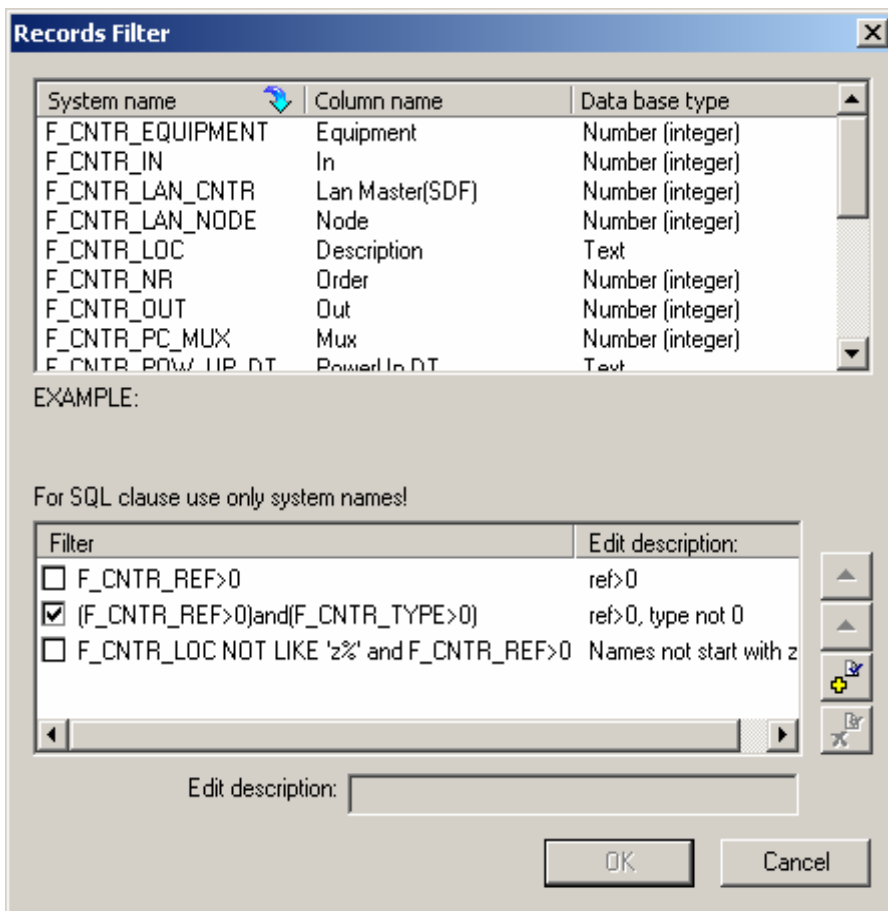 Records Filter
System name Column name Data base type
F_CNTR_EQUIPMENT Equipment Number (integer)
F_CNTR_IN In Number (integer)
F_CNTR_LAN_CNTR Lan Master(SDF) Number (integer)
F_CNTR_LAN_NODE Node Number (integer)
F_CNTR_LOC Description Text
F_CNTR_NR Order Number (integer)
F_CNTR_OUT Out Number (integer)
F_CNTR_PC_MUX Mux Number (integer)
F_CNTR_POW_UP_DT PowerUp DT Text
EXAMPLE:
For SQL clause use only system names!
Filter Edit description:
F_CNTR_REF>0 ref>0
(F_CNTR_REF>0)and(F_CNTR_TYPE>0) ref>0, type not 0
F_CNTR_LOC NOT LIKE 'z%' and F_CNTR_REF>0 Names not start with z
Edit description:
OK Cancel